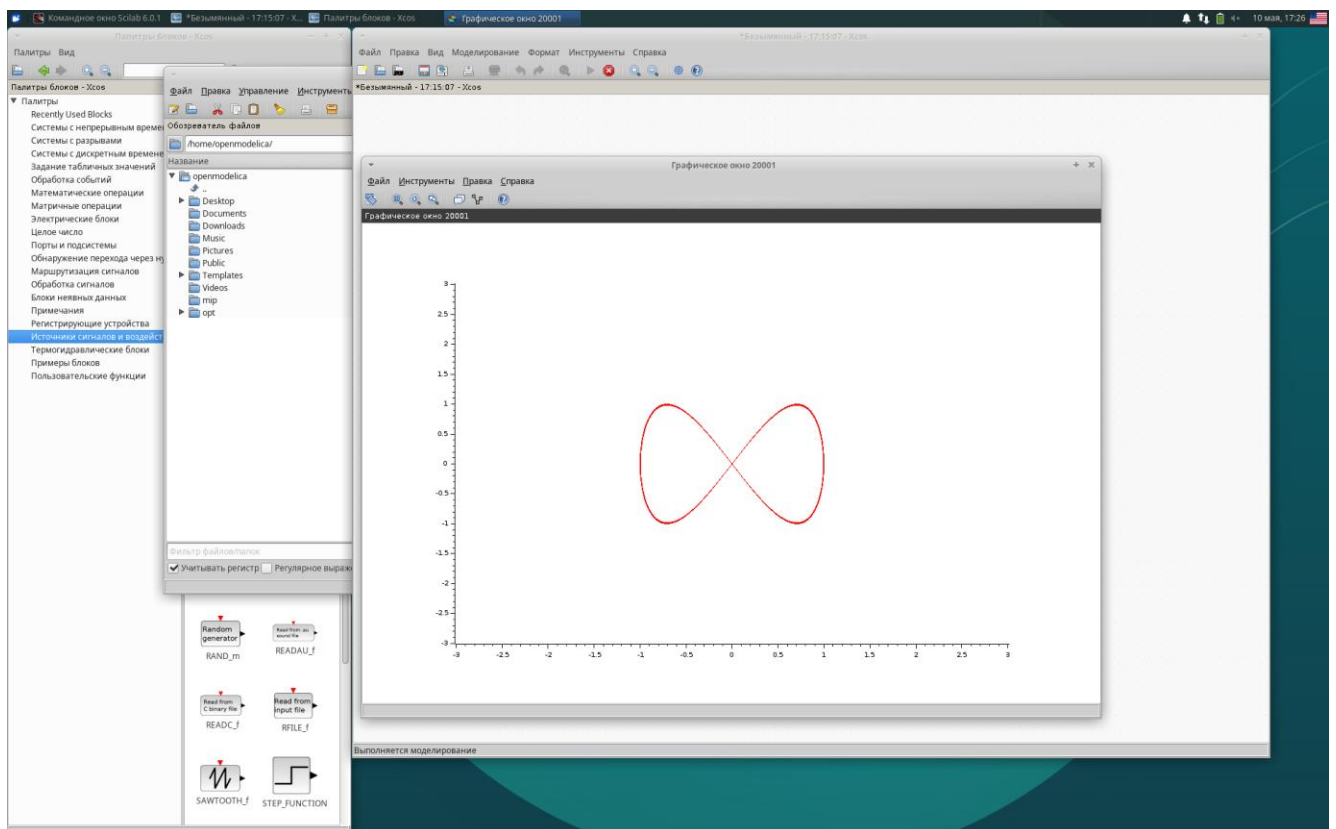 Командное окно Scilab 6.0.1
*Безымянный - 17:15:07 - X...
Палитры блоков - Xcos
Графическое окно 20001
10 мая, 17:26
Палитры блоков - Xcos
Палитры Вид
Палитры блоков - Xcos
Палитры
Recently Used Blocks
Системы с непрерывным времен
Системы с разрывами
Системы с дискретным времене
Задание табличных значений
Обработка событий
Математические операции
Матричные операции
Электрические блоки
Целое число
Порты и подсистемы
Обнаружение перехода через ну
Маршрутизация сигналов
Обработка сигналов
Блоки неявных данных
Примечания
Регистрирующие устройства
Источники сигналов и воздейст
Термогидравлические блоки
Примеры блоков
Пользовательские функции
Файл Правка Управление Инструменты
Обозреватель файлов
/home/openmodelica/
Название
openmodelica
..
Desktop
Documents
Downloads
Music
Pictures
Public
Templates
Videos
mip
opt
Фильтр файлов/папок
Учитывать регистр
Регулярное выраж
Random
generator
RAND_m
Read from .au
sound file
READAU_f
Read from
C binary file
READC_f
Read from
input file
RFILE_f
SAWTOOTH_f
STEP_FUNCTION
*Безымянный - 17:15:07 - Xcos
Файл Правка Вид Моделирование Формат Инструменты Справка
*Безымянный - 17:15:07 - Xcos
Графическое окно 20001
Файл Инструменты Правка Справка
Графическое окно 20001
3
2.5
2
1.5
1
0.5
0
-0.5
-1
-1.5
-2
-2.5
-3
-3 -2.5 -2 -1.5 -1 -0.5 0 0.5 1 1.5 2 2.5 3
Выполняется моделирование